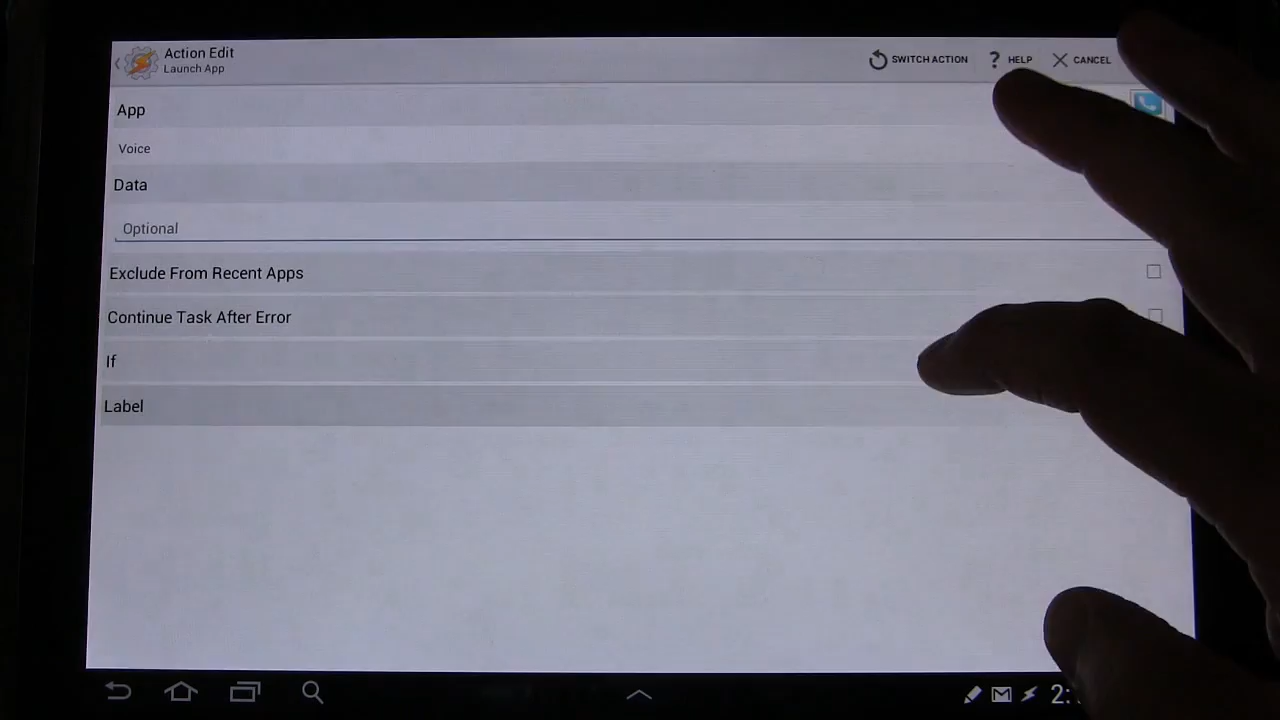 Action Edit
Launch App
SWITCH ACTION
HELP
CANCEL
App
Voice
Data
Optional
Exclude From Recent Apps
Continue Task After Error
If
Label
2: